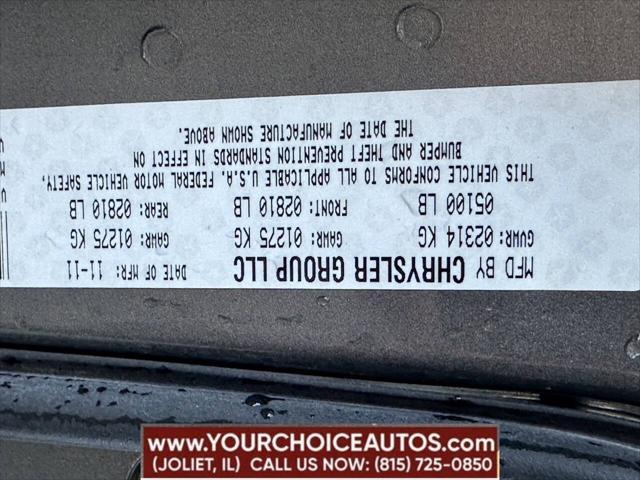 MFD BY CHRYSLER GROUP LLC DATE OF MFR: 11-11
GVWR: 02314 KG GAWR: 01275 KG GAWR: 01275 KG
05100 LB FRONT: 02810 LB REAR: 02810 LB
THIS VEHICLE CONFORMS TO ALL APPLICABLE U.S.A. FEDERAL MOTOR VEHICLE SAFETY,
BUMPER AND THEFT PREVENTION STANDARDS IN EFFECT ON
THE DATE OF MANUFACTURE SHOWN ABOVE.
WWW.YOURCHOICEAUTOS.COM
(JOLIET, IL) CALL US NOW: (815) 725-0850